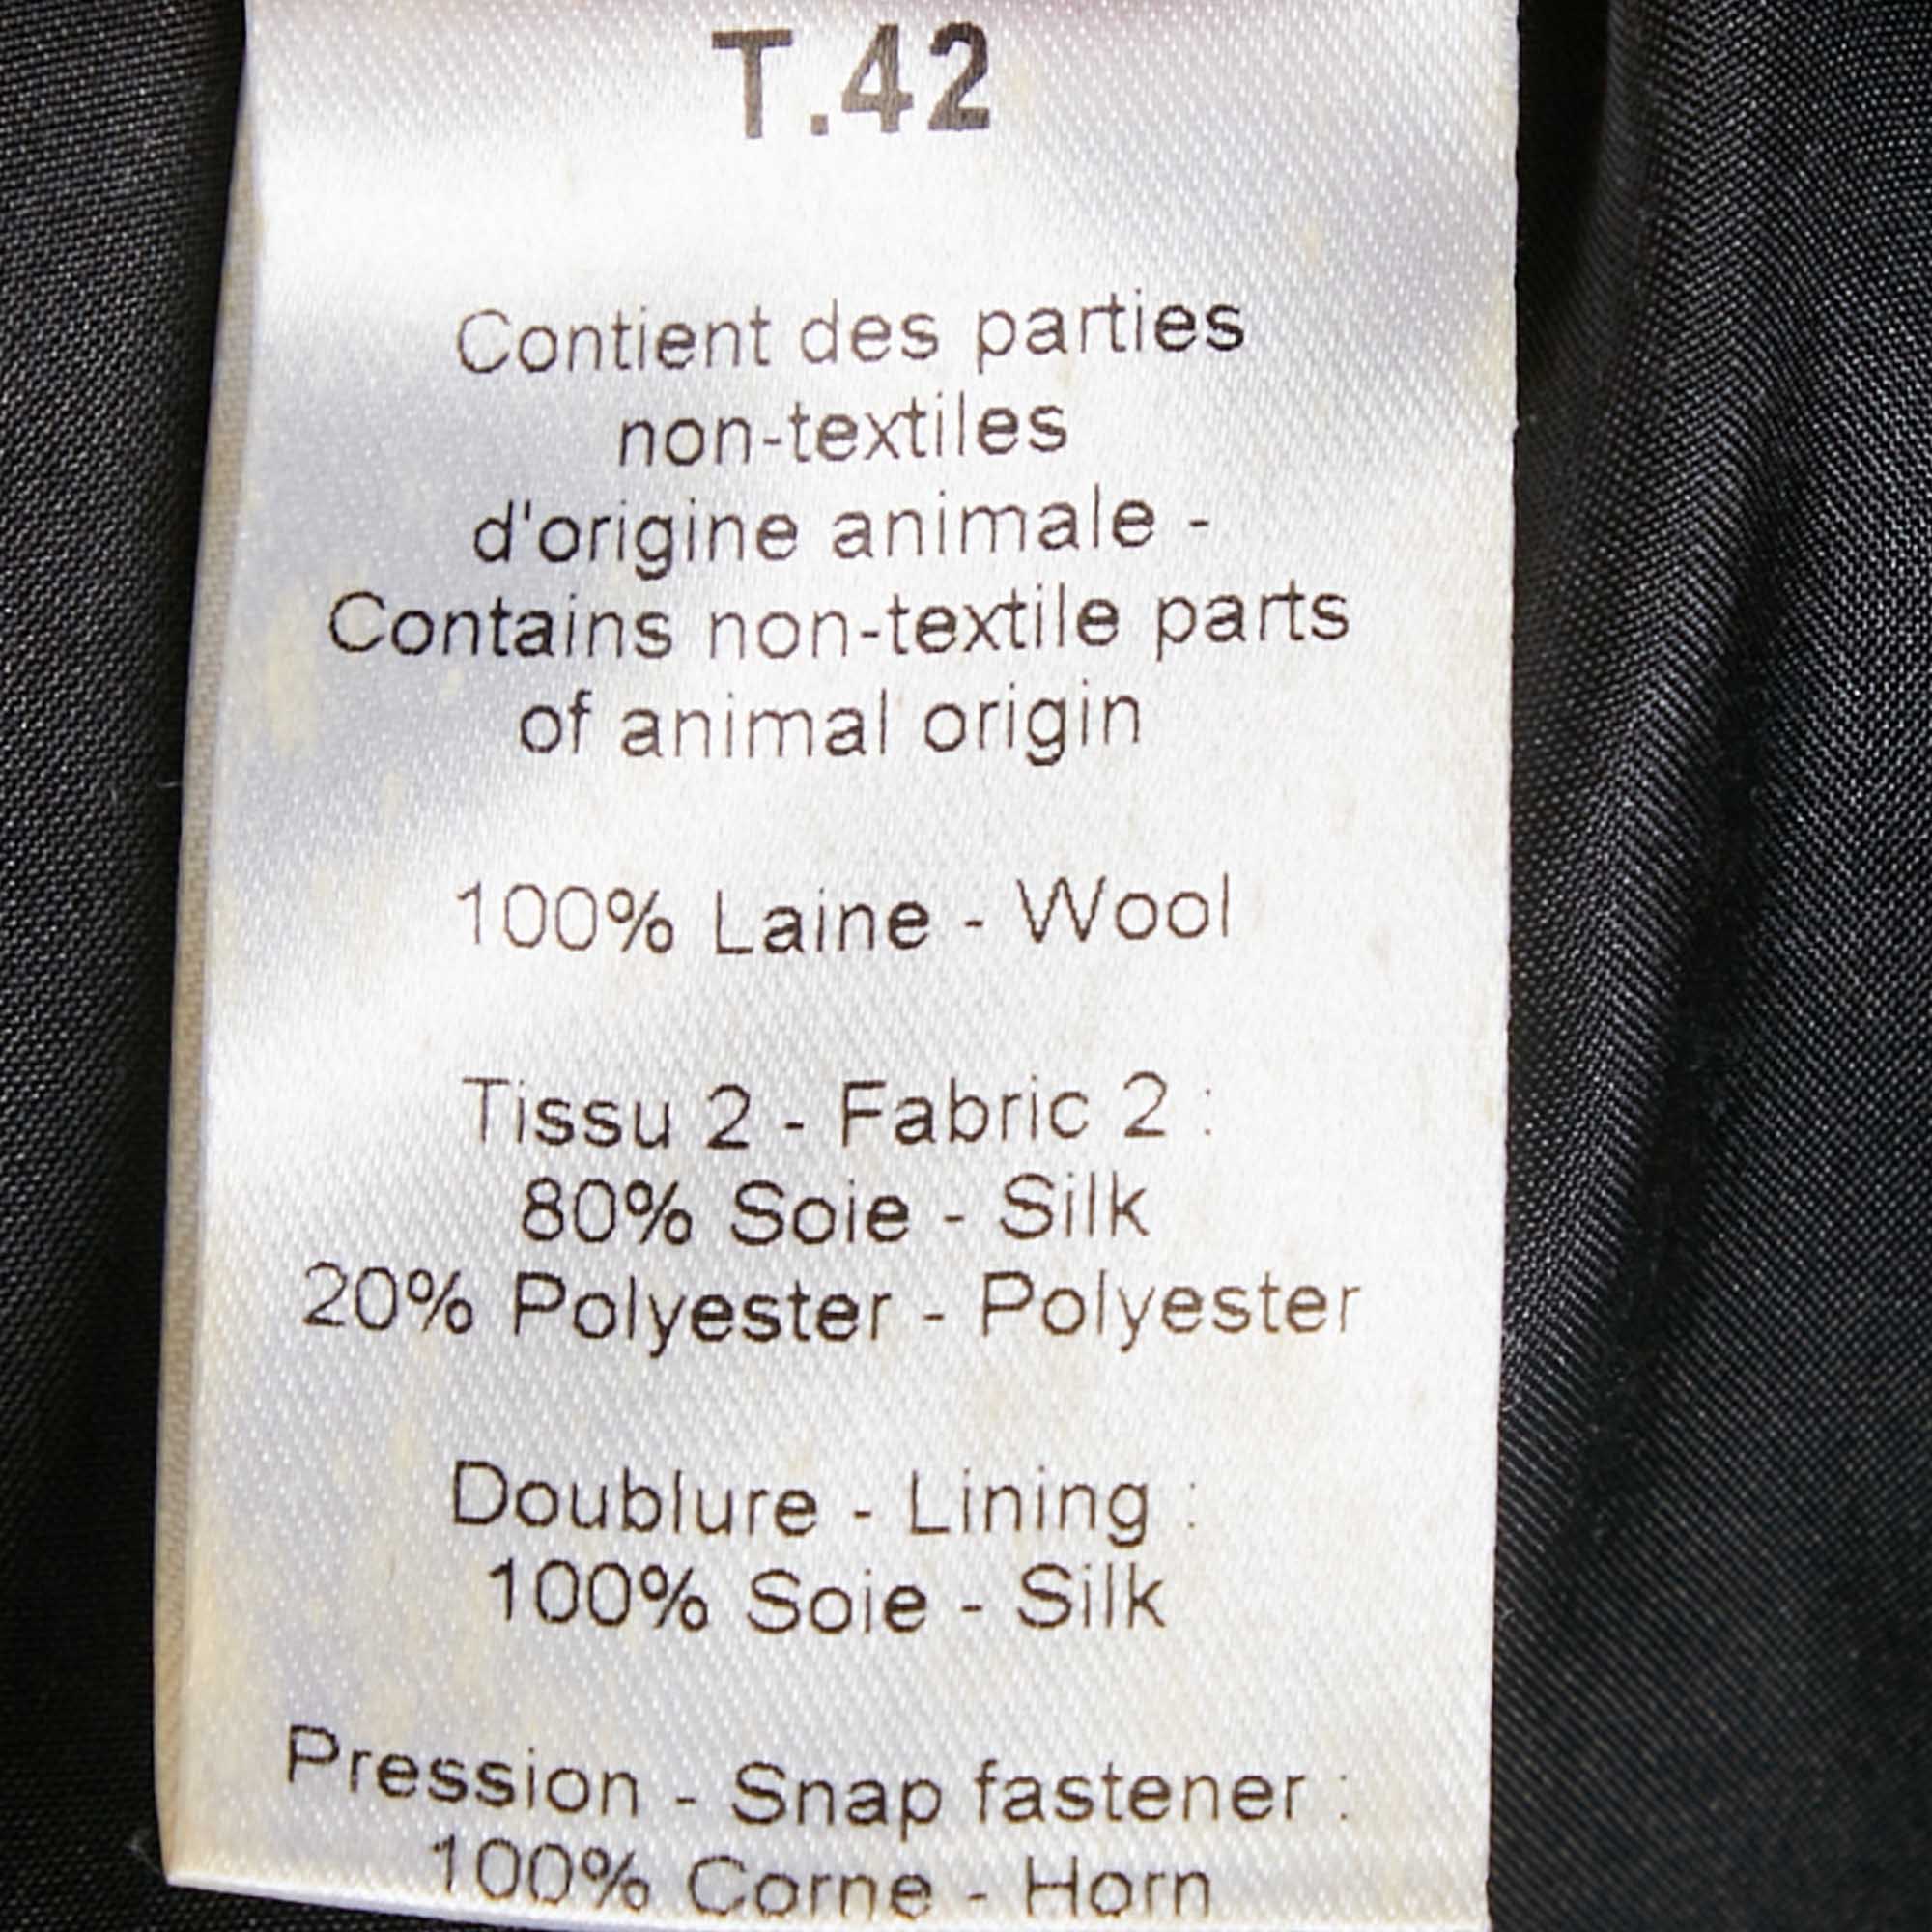 T.42
Contient des parties
non-textiles
d'origine animale -
Contains non-textile parts
of animal origin
100% Laine - Wool
Tissu 2 - Fabric 2 :
80% Soie - Silk
20% Polyester - Polyester
Doublure - Lining :
100% Soie - Silk
Pression - Snap fastener :
100% Corne - Horn